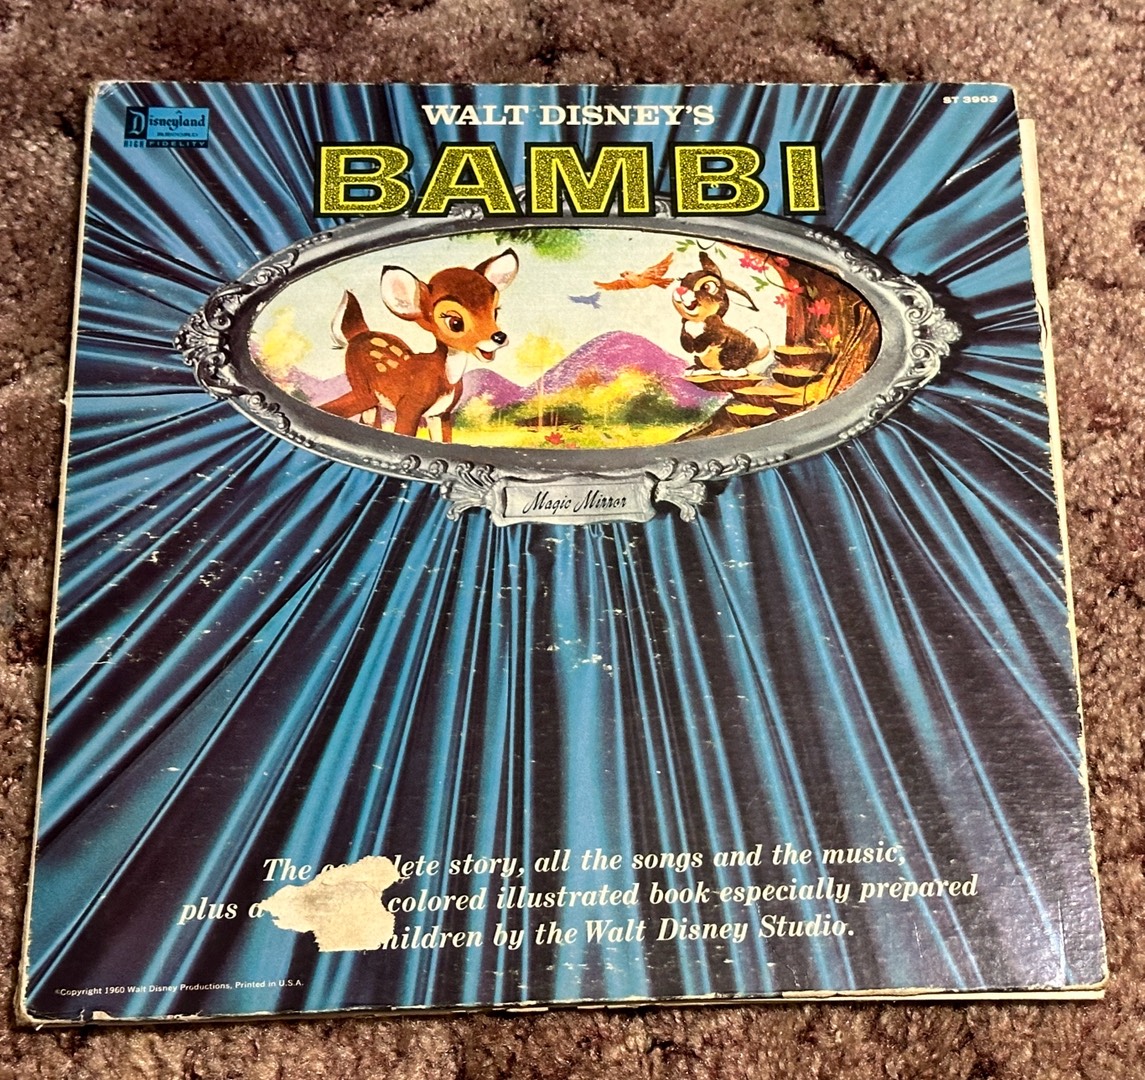 Disneyland
RECORD
HIGH FIDELITY
WALT DISNEY'S
ST 3903
BAMBI
Magic Mirror
The lete story, all the songs and the music,
plus a colored illustrated book especially prepared
hildren by the Walt Disney Studio.
©Copyright 1960 Walt Disney Productions, Printed in U.S.A.